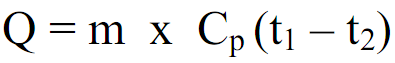 Q = m x Cₚ (t₁ – t₂)